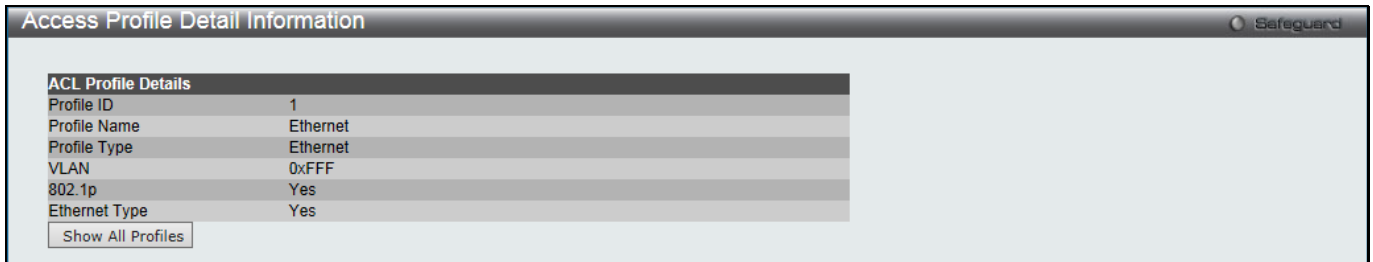 Access Profile Detail Information
Safeguard
ACL Profile Details
Profile ID 1
Profile Name Ethernet
Profile Type Ethernet
VLAN 0xFFF
802.1p Yes
Ethernet Type Yes
Show All Profiles